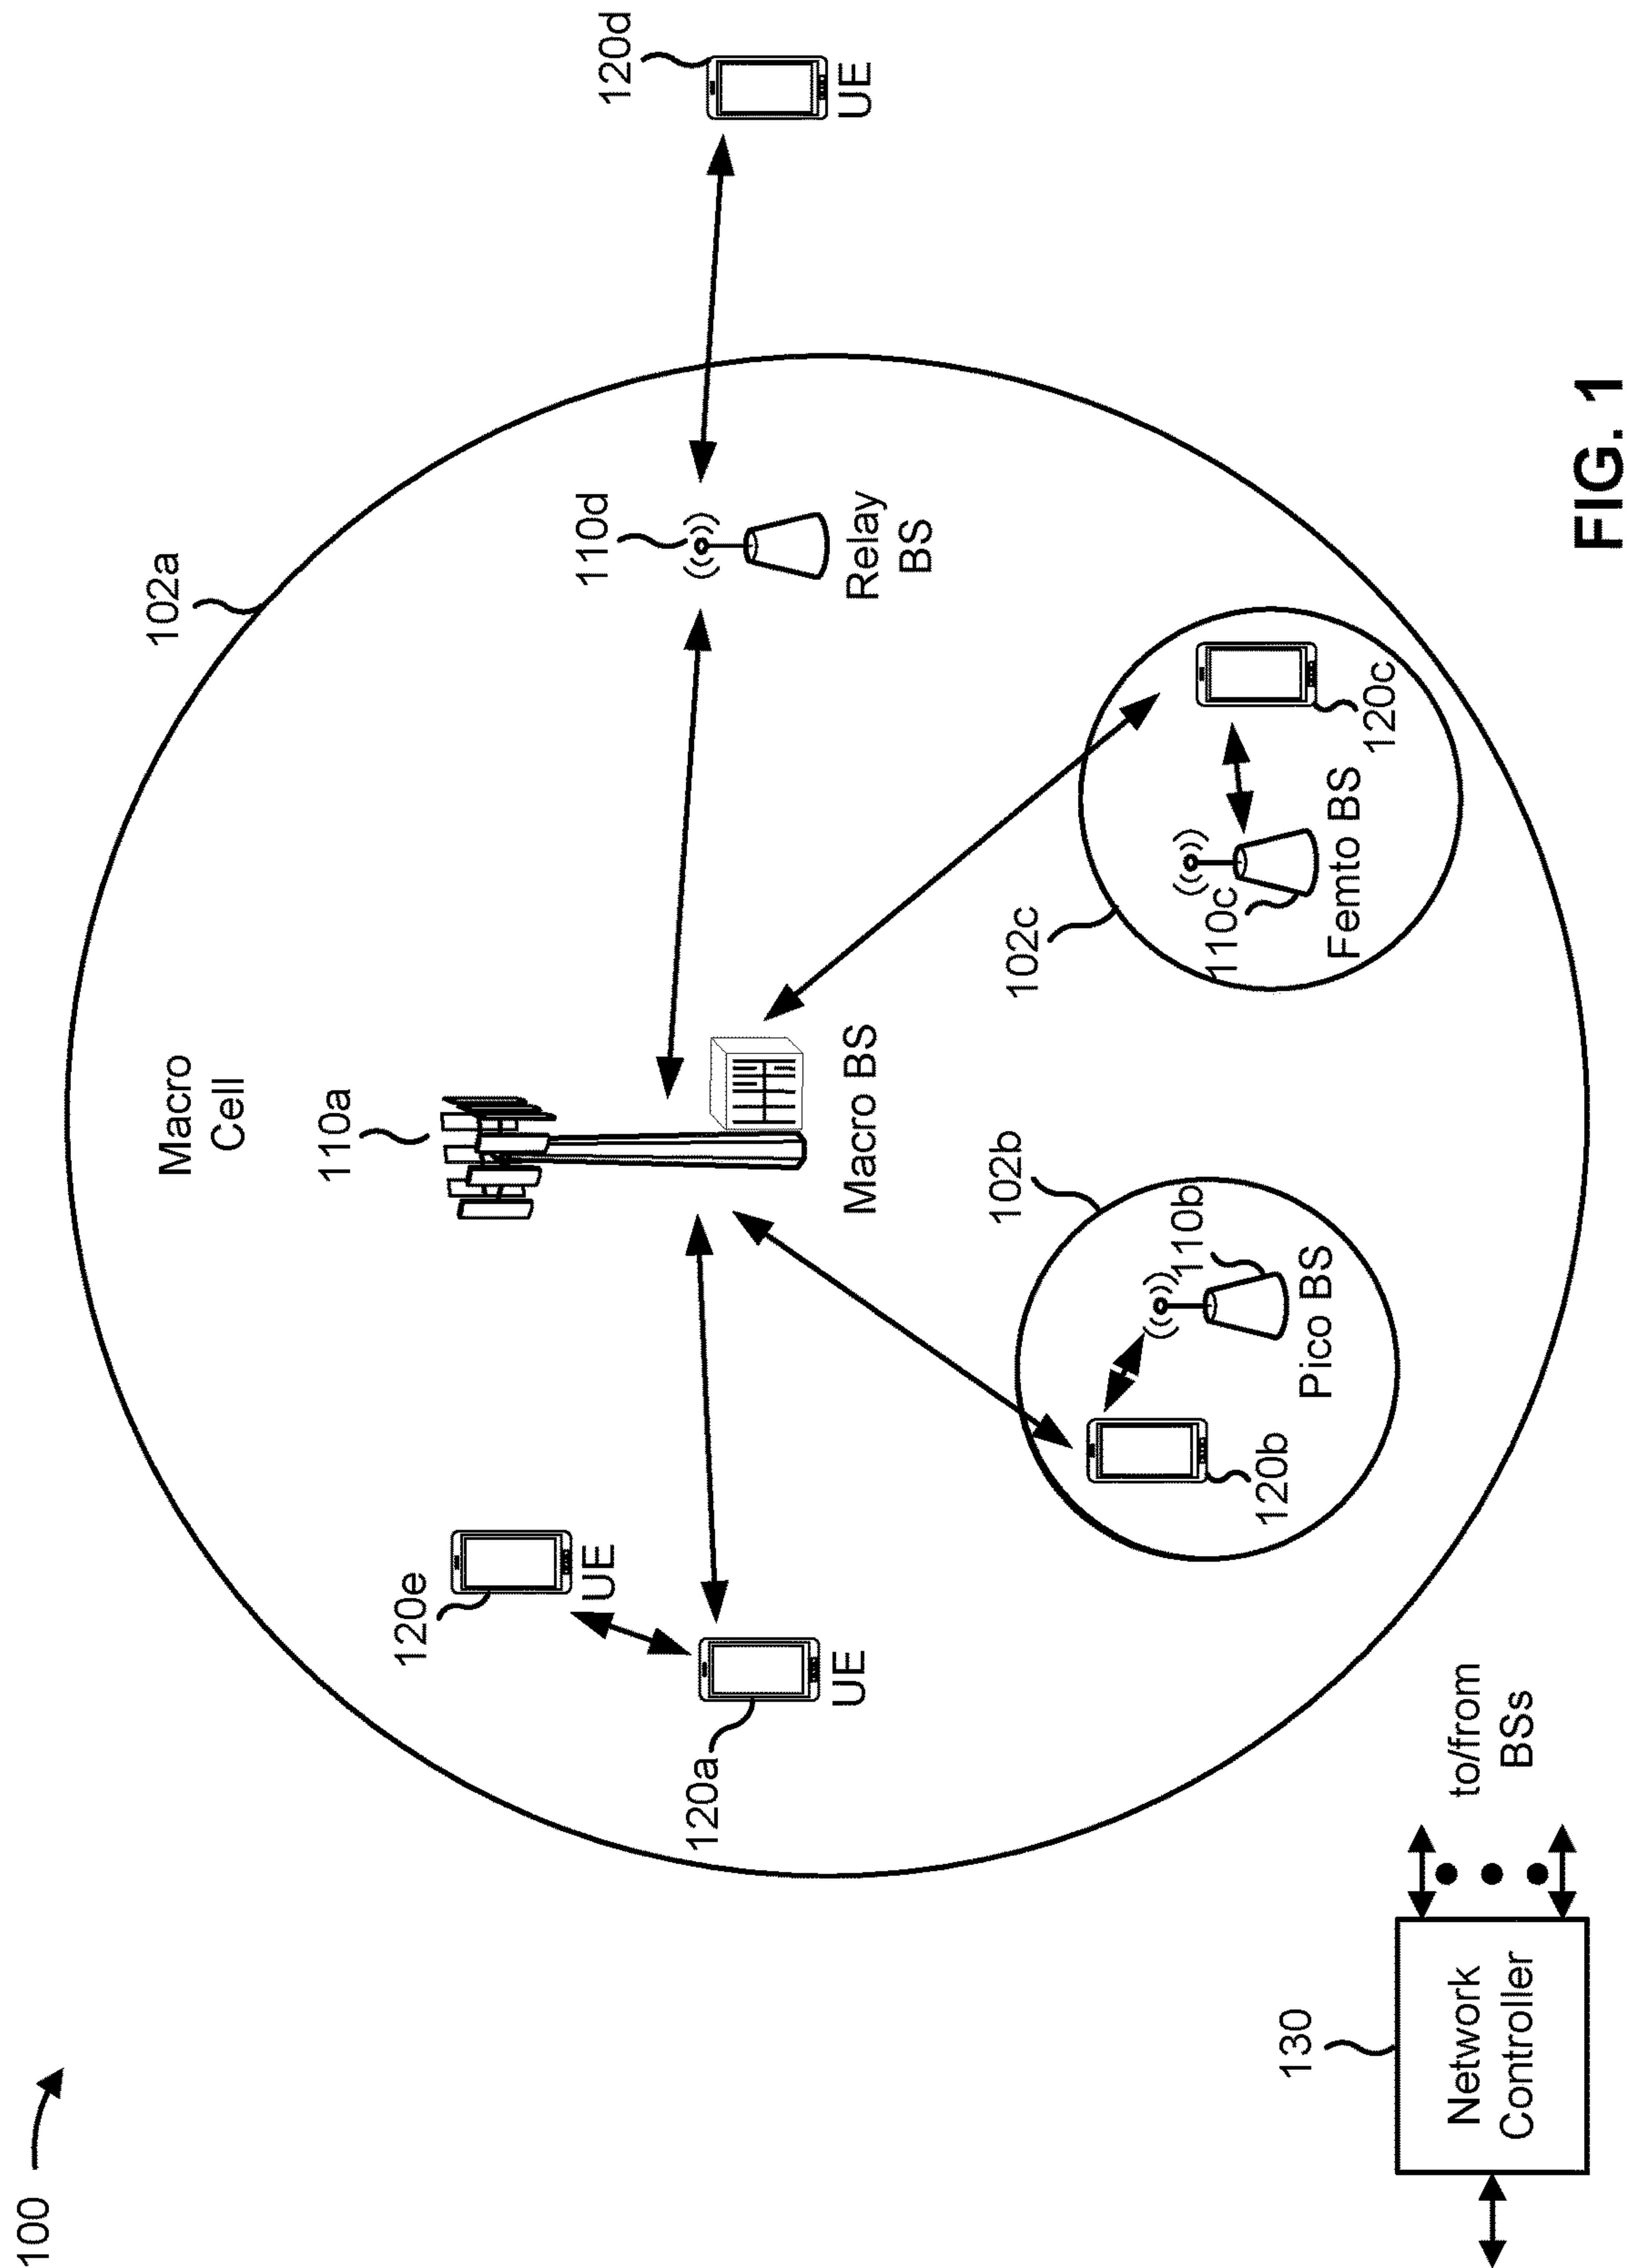 100
102a
Macro
Cell
110a
120d
UE
110d
Relay
BS
120e
UE
120a
UE
Macro BS
102b
110b
Pico BS
120b
102c
110c
Femto BS
120c
130
Network
Controller
to/from
BSs
FIG. 1